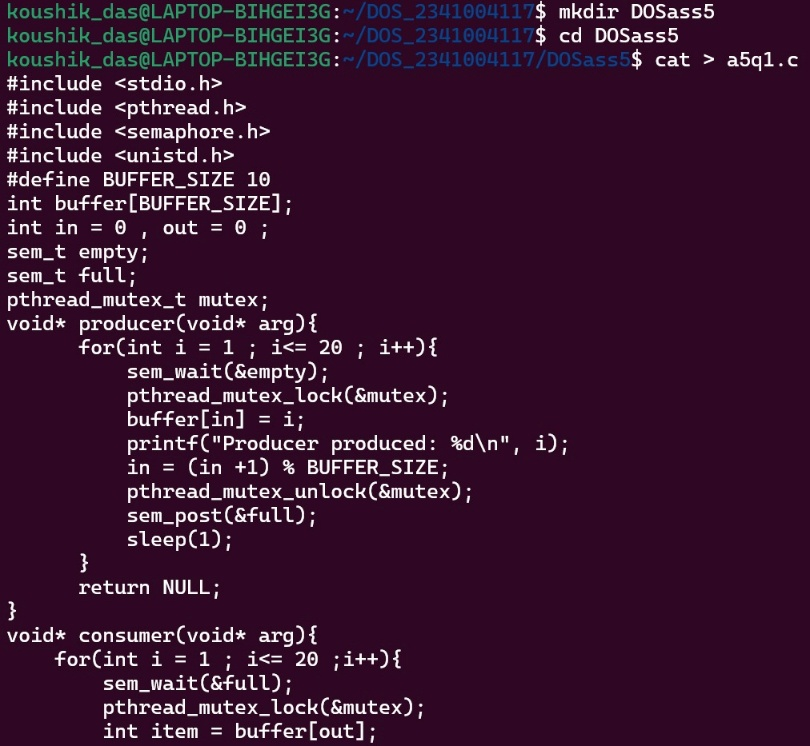 koushik_das@LAPTOP-BIHGEI3G:~/DOS_2341004117$ mkdir DOSass5
koushik_das@LAPTOP-BIHGEI3G:~/DOS_2341004117$ cd DOSass5
koushik_das@LAPTOP-BIHGEI3G:~/DOS_2341004117/DOSass5$ cat > a5q1.c
#include <stdio.h>
#include <pthread.h>
#include <semaphore.h>
#include <unistd.h>
#define BUFFER_SIZE 10
int buffer[BUFFER_SIZE];
int in = 0 , out = 0 ;
sem_t empty;
sem_t full;
pthread_mutex_t mutex;
void* producer(void* arg){
      for(int i = 1 ; i<= 20 ; i++){
          sem_wait(&empty);
          pthread_mutex_lock(&mutex);
          buffer[in] = i;
          printf("Producer produced: %d\n", i);
          in = (in +1) % BUFFER_SIZE;
          pthread_mutex_unlock(&mutex);
          sem_post(&full);
          sleep(1);
      }
      return NULL;
}
void* consumer(void* arg){
    for(int i = 1 ; i<= 20 ;i++){
        sem_wait(&full);
        pthread_mutex_lock(&mutex);
        int item = buffer[out];